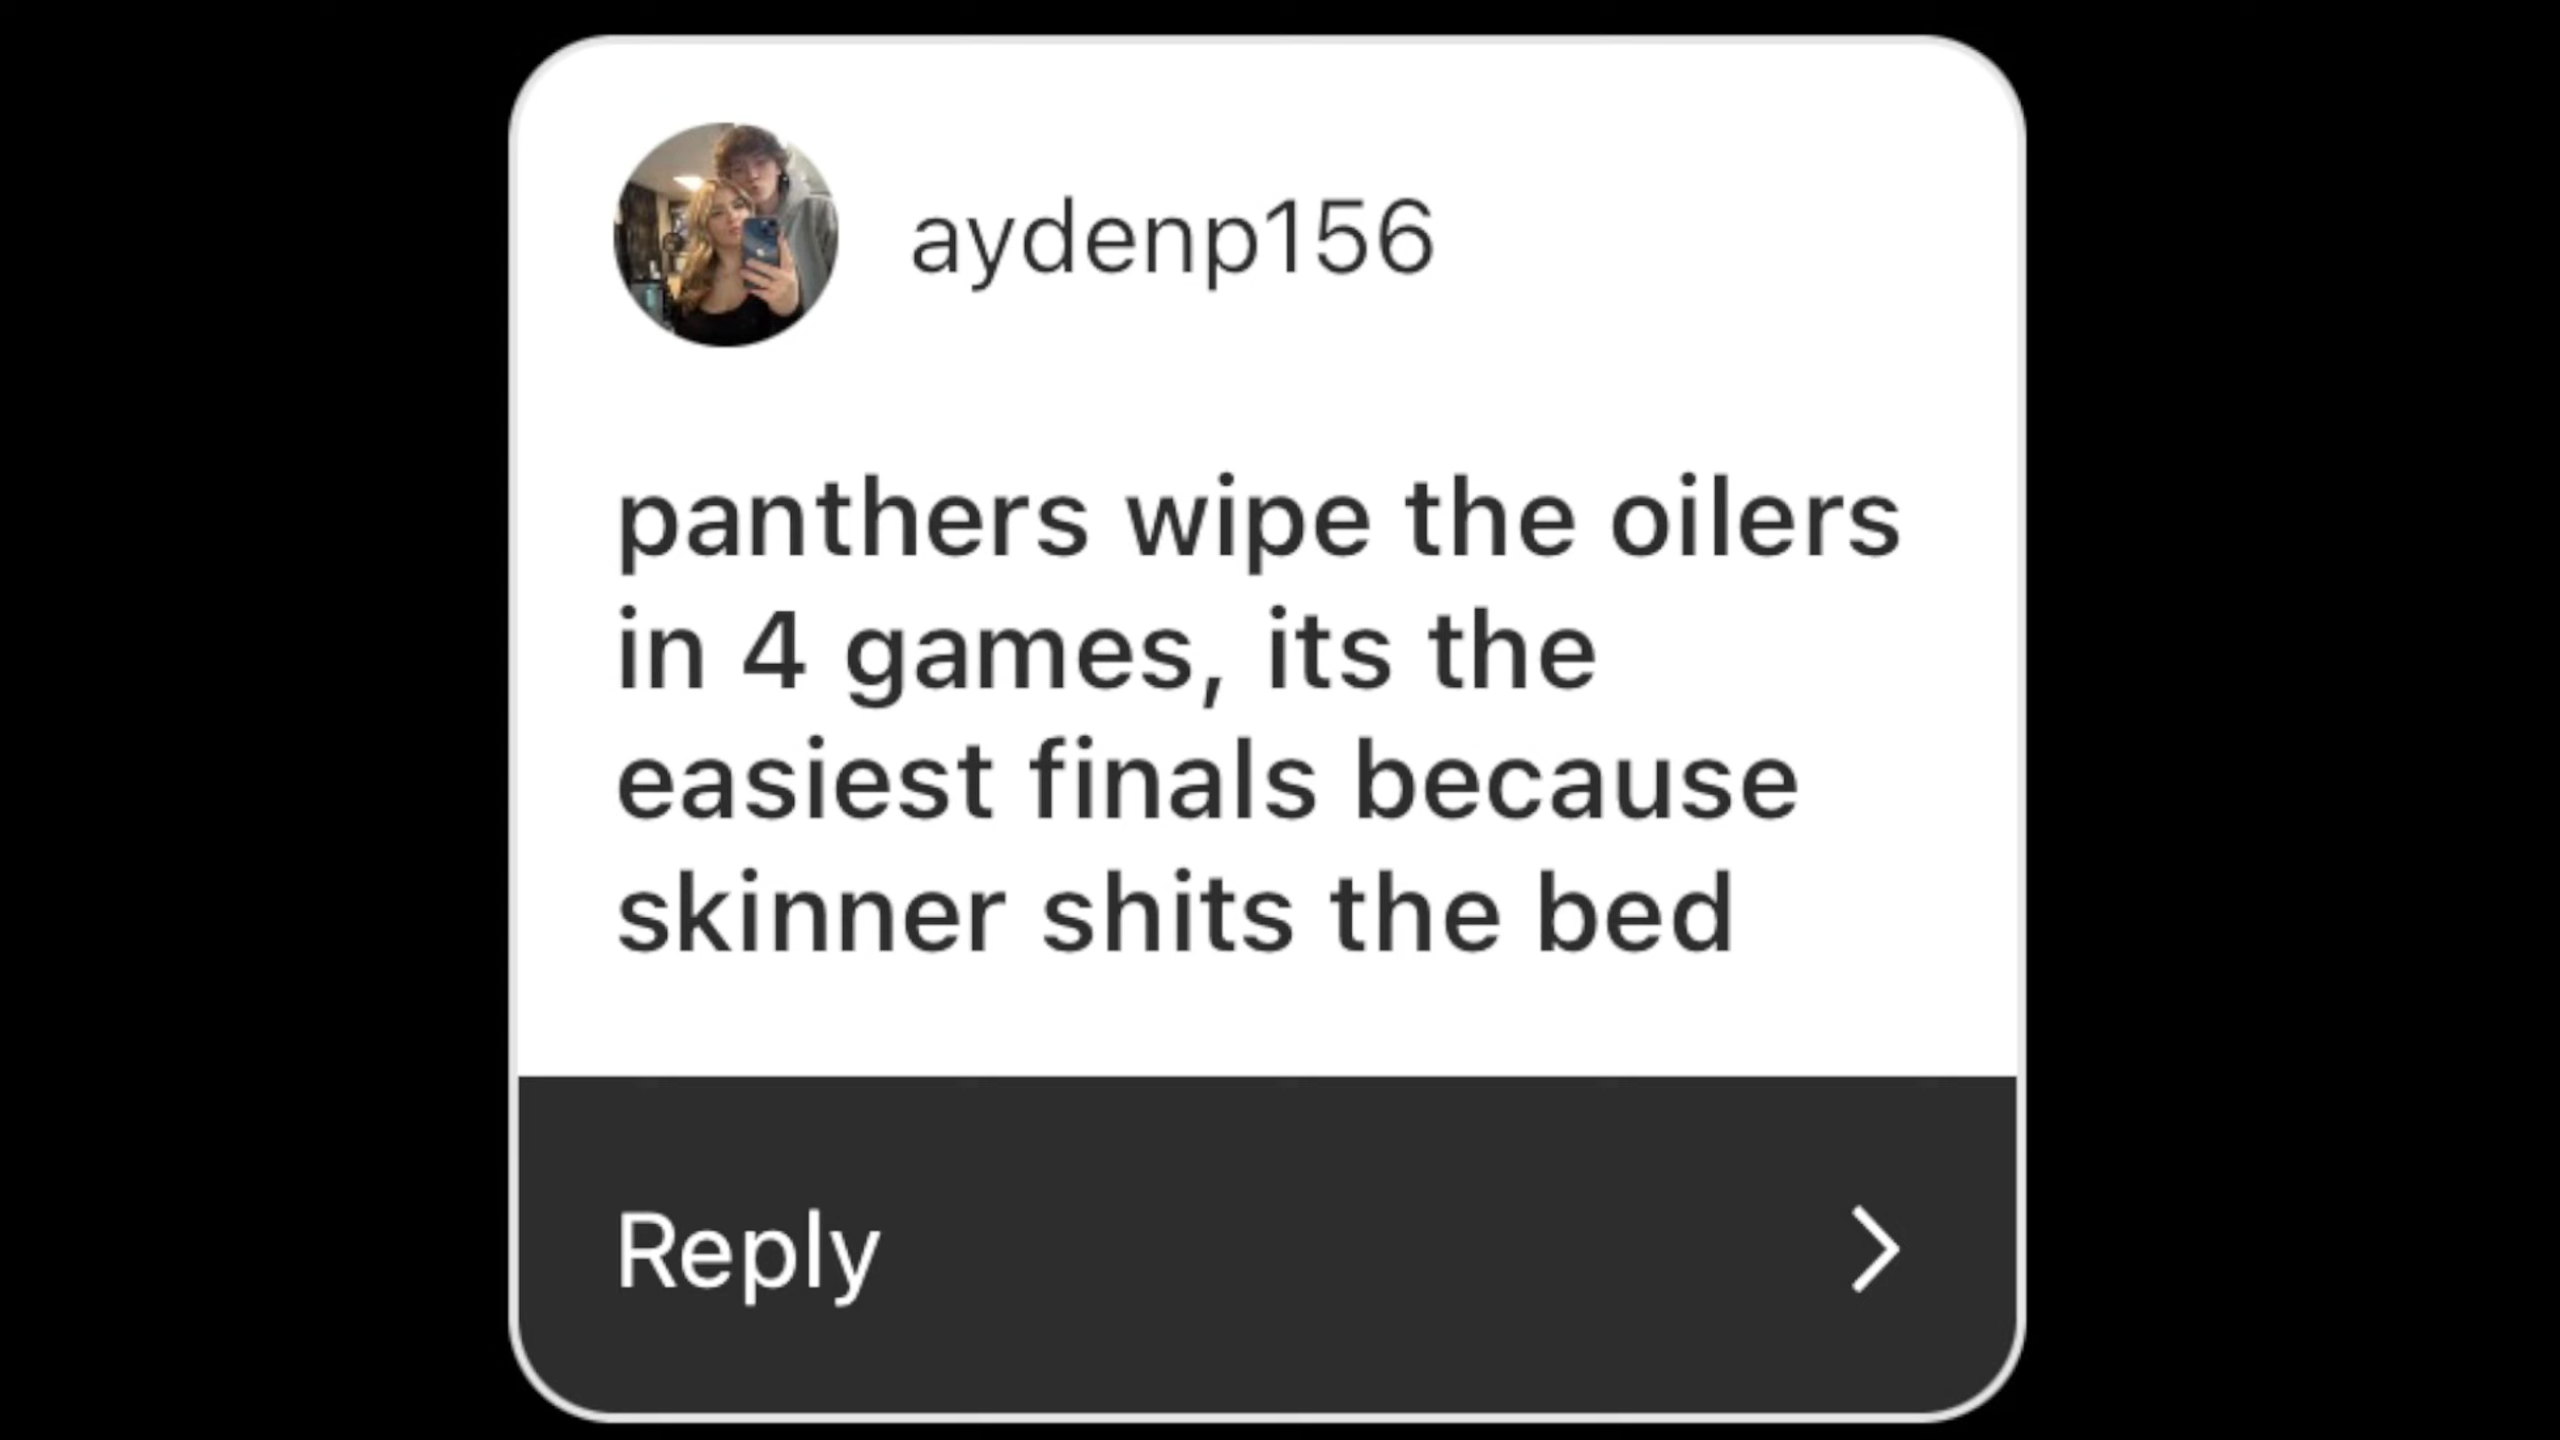 aydenp156
panthers wipe the oilers
in 4 games, its the
easiest finals because
skinner shits the bed
Reply